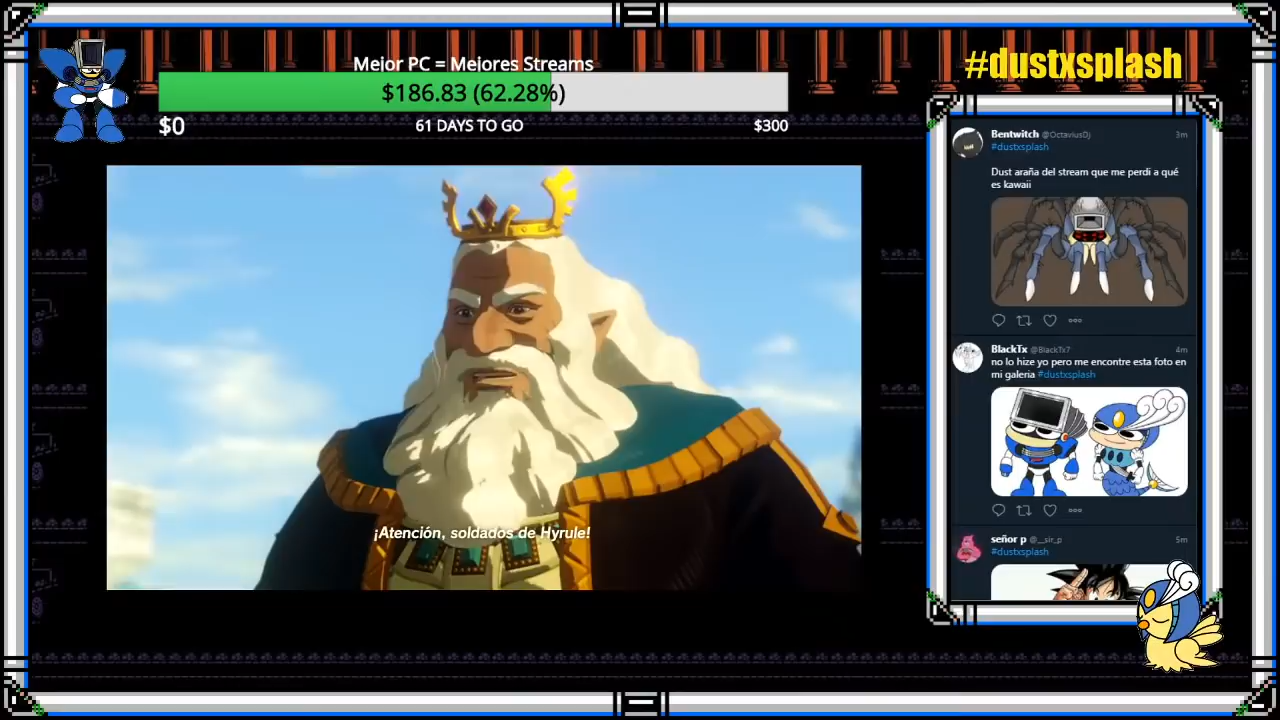 Mejor PC = Mejores Streams
$186.83 (62.28%)
$0
61 DAYS TO GO
$300
¡Atención, soldados de Hyrule!
#dustxsplash
Bentwitch @OctaviusDj 3m
#dustxsplash
Dust araña del stream que me perdi a qué
es kawaii
BlackTx @BlackTx7 4m
no lo hize yo pero me encontre esta foto en
mi galeria #dustxsplash
señor p @__sir_p 5m
#dustxsplash